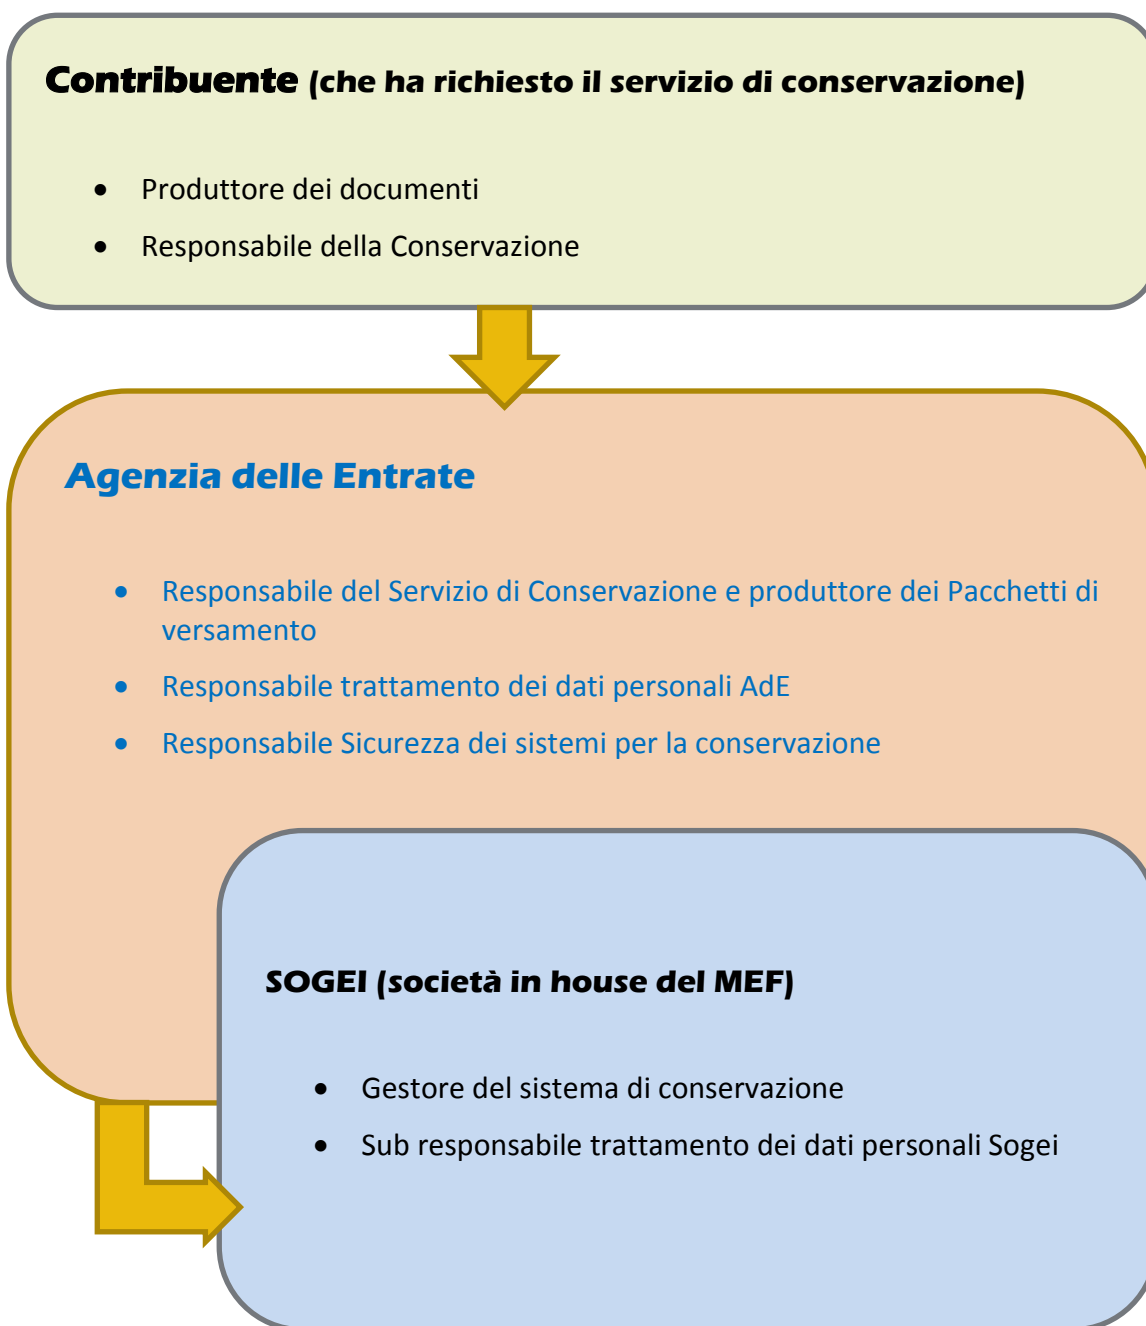 Contribuente (che ha richiesto il servizio di conservazione)
• Produttore dei documenti
• Responsabile della Conservazione
Agenzia delle Entrate
• Responsabile del Servizio di Conservazione e produttore dei Pacchetti di
versamento
• Responsabile trattamento dei dati personali AdE
• Responsabile Sicurezza dei sistemi per la conservazione
SOGEI (società in house del MEF)
• Gestore del sistema di conservazione
• Sub responsabile trattamento dei dati personali Sogei